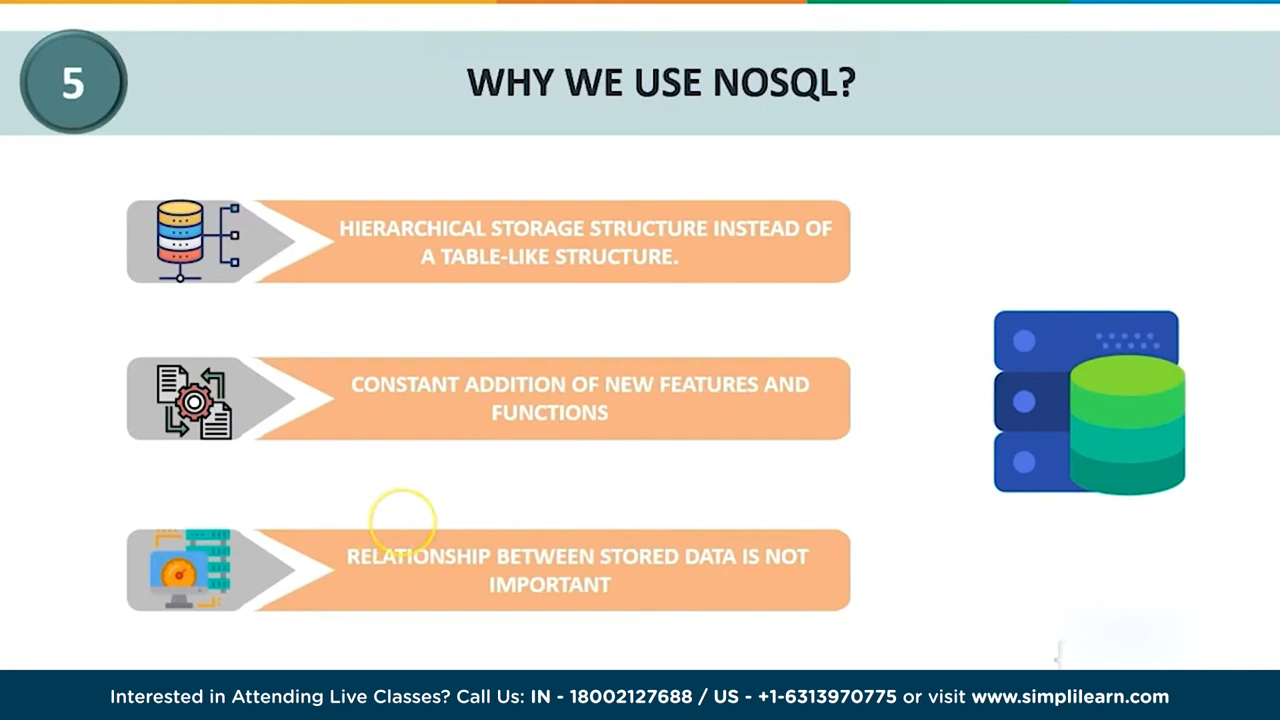 5
WHY WE USE NOSQL?
HIERARCHICAL STORAGE STRUCTURE INSTEAD OF
A TABLE-LIKE STRUCTURE.
CONSTANT ADDITION OF NEW FEATURES AND
FUNCTIONS
RELATIONSHIP BETWEEN STORED DATA IS NOT
IMPORTANT
Interested in Attending Live Classes? Call Us: IN - 18002127688 / US - +1-6313970775 or visit www.simplilearn.com